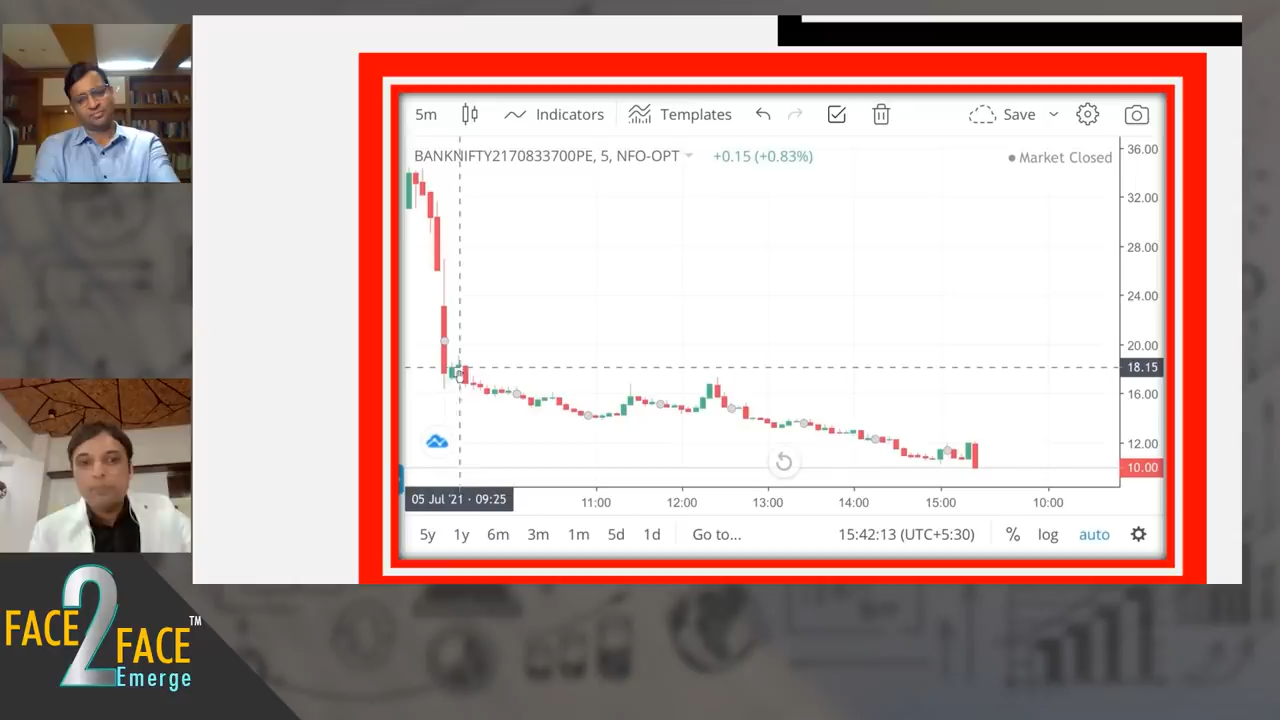 5m Indicators Templates Save
BANKNIFTY2170833700PE, 5, NFO-OPT +0.15 (+0.83%) Market Closed
36.00
32.00
28.00
24.00
20.00
18.15
16.00
12.00
10.00
05 Jul '21 · 09:25 11:00 12:00 13:00 14:00 15:00 10:00
5y 1y 6m 3m 1m 5d 1d Go to... 15:42:13 (UTC+5:30) % log auto
FACE 2 FACE TM
Emerge